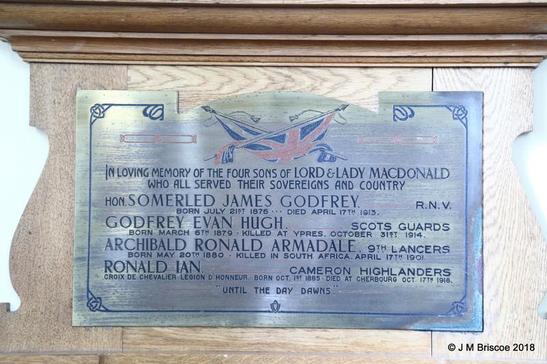 IN LOVING MEMORY OF THE FOUR SONS OF LORD & LADY MACDONALD
WHO ALL SERVED THEIR SOVEREIGNS AND COUNTRY
HON. SOMERLED JAMES GODFREY. R.N.V.
BORN JULY 21ST 1876 ··· DIED APRIL 17TH 1913.
GODFREY EVAN HUGH. SCOTS GUARDS
BORN MARCH 6TH 1879 · KILLED AT YPRES. OCTOBER 31ST. 1914.
ARCHIBALD RONALD ARMADALE. 9TH LANCERS
BORN MAY 20TH 1880 · KILLED IN SOUTH AFRICA. APRIL 17TH 1901.
RONALD IAN. CAMERON HIGHLANDERS
CROIX DE CHEVALIER LEGION D'HONNEUR. BORN OCT. 1ST 1885 DIED AT CHERBOURG OCT. 17TH 1918.
"UNTIL THE DAY DAWNS"
© J M Briscoe 2018